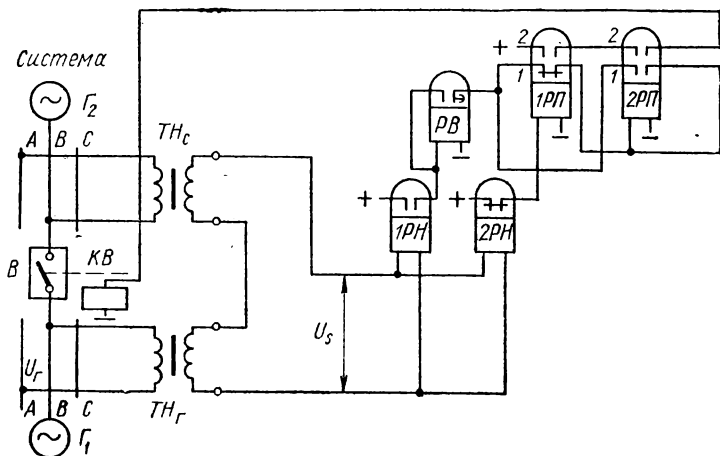 Система
Г₂
A B C
ТНс
В
КВ
Uг
A B C
ТНг
Г₁
Us
РВ
+ 1РН
+ 2РН
+ 2
1
1РП
2
1
2РП